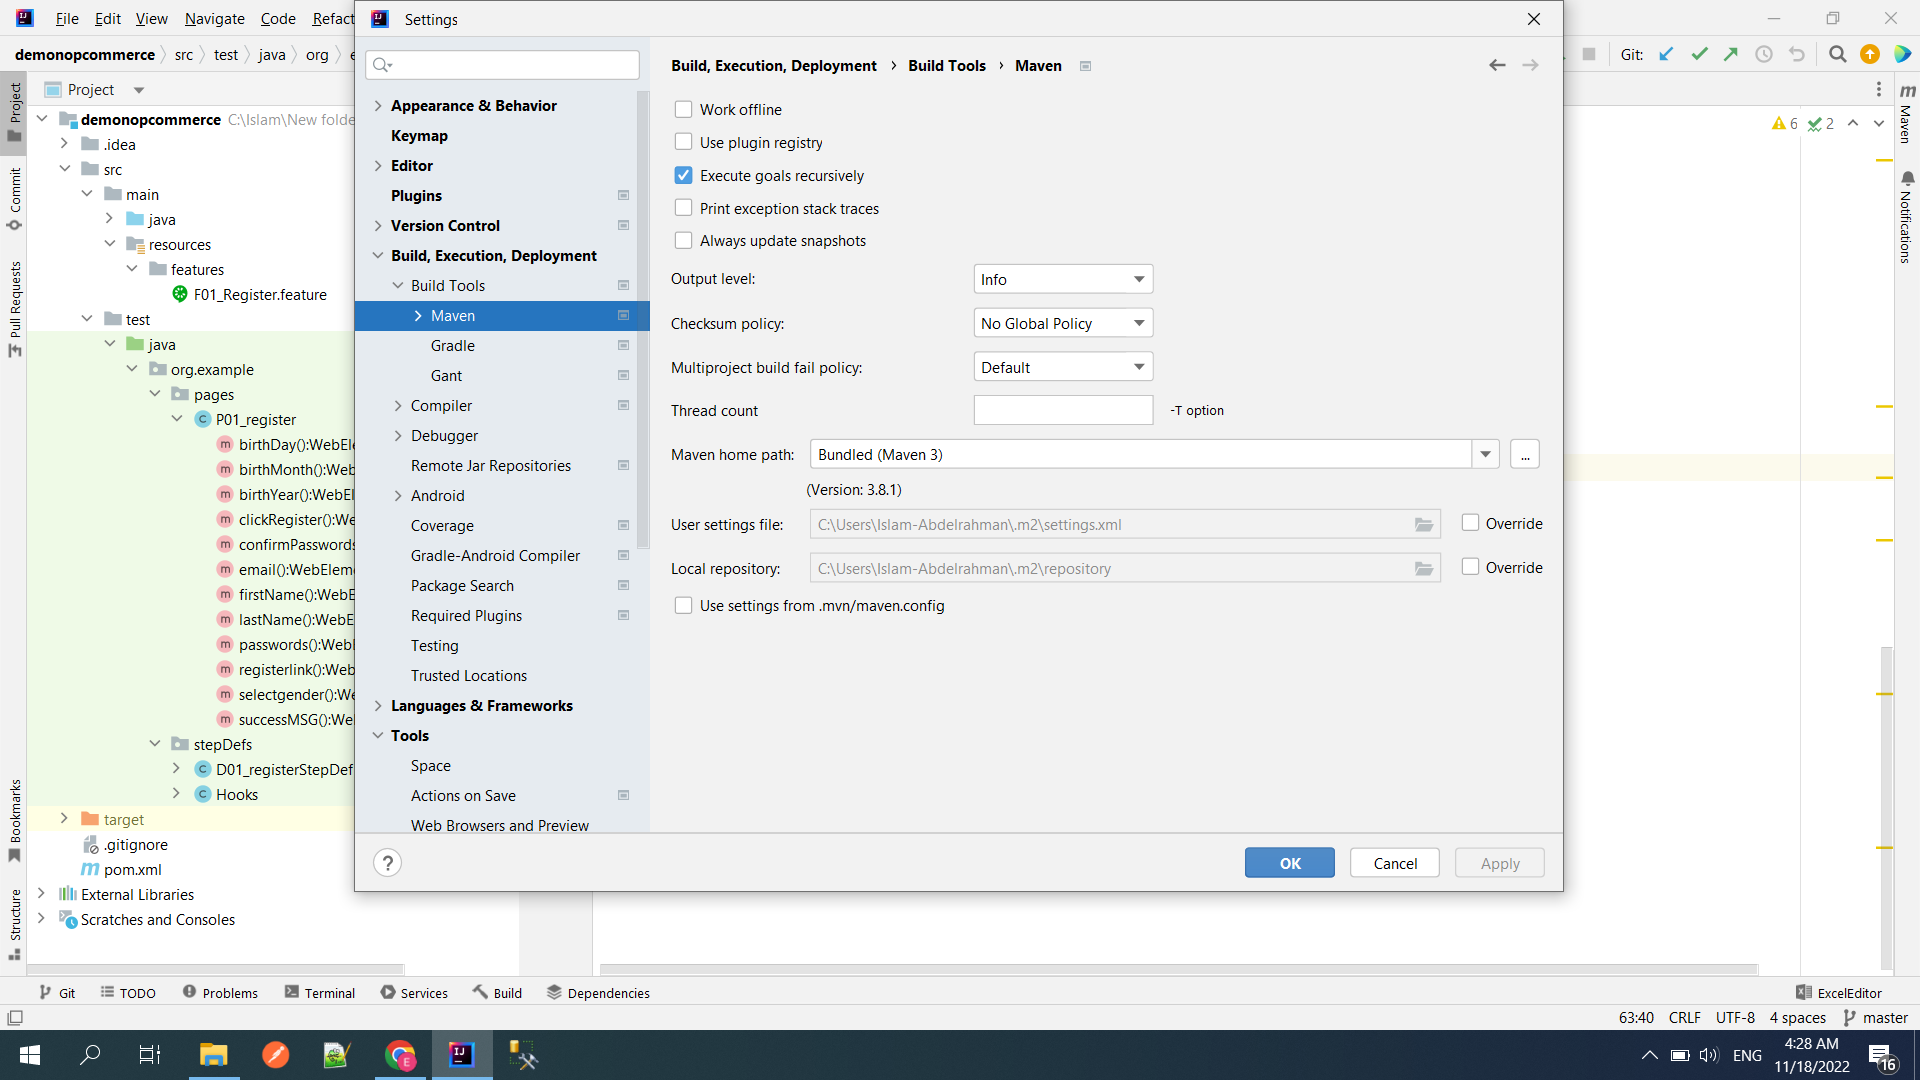 File Edit View Navigate Code Refact
Settings
demonopcommerce src test java org
Git:
Project
demonopcommerce C:\Islam\New folde
.idea
src
main
java
resources
features
F01_Register.feature
test
java
org.example
pages
P01_register
birthDay():WebEl
birthMonth():Web
birthYear():WebEl
clickRegister():We
confirmPasswords
email():WebEleme
firstName():WebE
lastName():WebE
passwords():Webl
registerlink():Web
selectgender():We
successMSG():We
stepDefs
D01_registerStepDef
Hooks
target
.gitignore
pom.xml
External Libraries
Scratches and Consoles
Project
Commit
Pull Requests
Bookmarks
Structure
Appearance & Behavior
Keymap
Editor
Plugins
Version Control
Build, Execution, Deployment
Build Tools
Maven
Gradle
Gant
Compiler
Debugger
Remote Jar Repositories
Android
Coverage
Gradle-Android Compiler
Package Search
Required Plugins
Testing
Trusted Locations
Languages & Frameworks
Tools
Space
Actions on Save
Web Browsers and Preview
Build, Execution, Deployment › Build Tools › Maven
Work offline
Use plugin registry
Execute goals recursively
Print exception stack traces
Always update snapshots
Output level: Info
Checksum policy: No Global Policy
Multiproject build fail policy: Default
Thread count -T option
Maven home path: Bundled (Maven 3) ...
(Version: 3.8.1)
User settings file: C:\Users\Islam-Abdelrahman\.m2\settings.xml Override
Local repository: C:\Users\Islam-Abdelrahman\.m2\repository Override
Use settings from .mvn/maven.config
? OK Cancel Apply
6 2
m Maven
Notifications
Git TODO Problems Terminal Services Build Dependencies ExcelEditor
63:40 CRLF UTF-8 4 spaces master
ENG 4:28 AM
11/18/2022
16